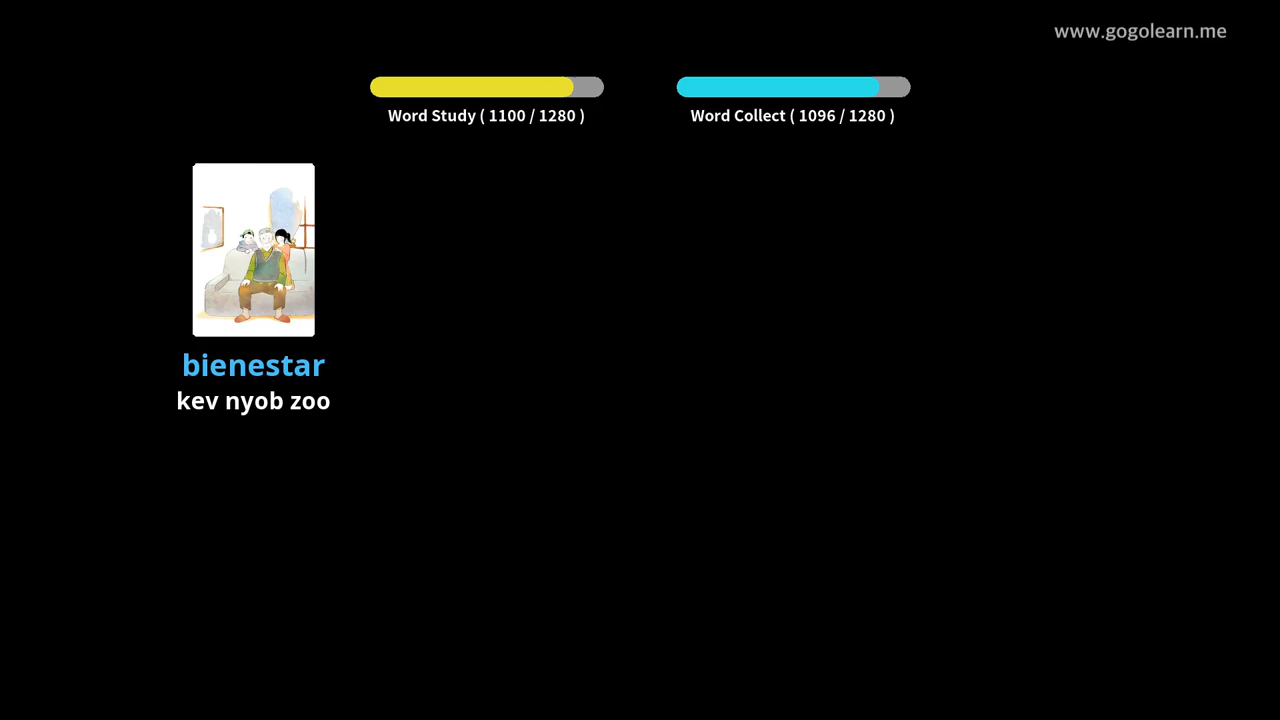 www.gogolearn.me
Word Study ( 1100 / 1280 )
Word Collect ( 1096 / 1280 )
bienestar
kev nyob zoo